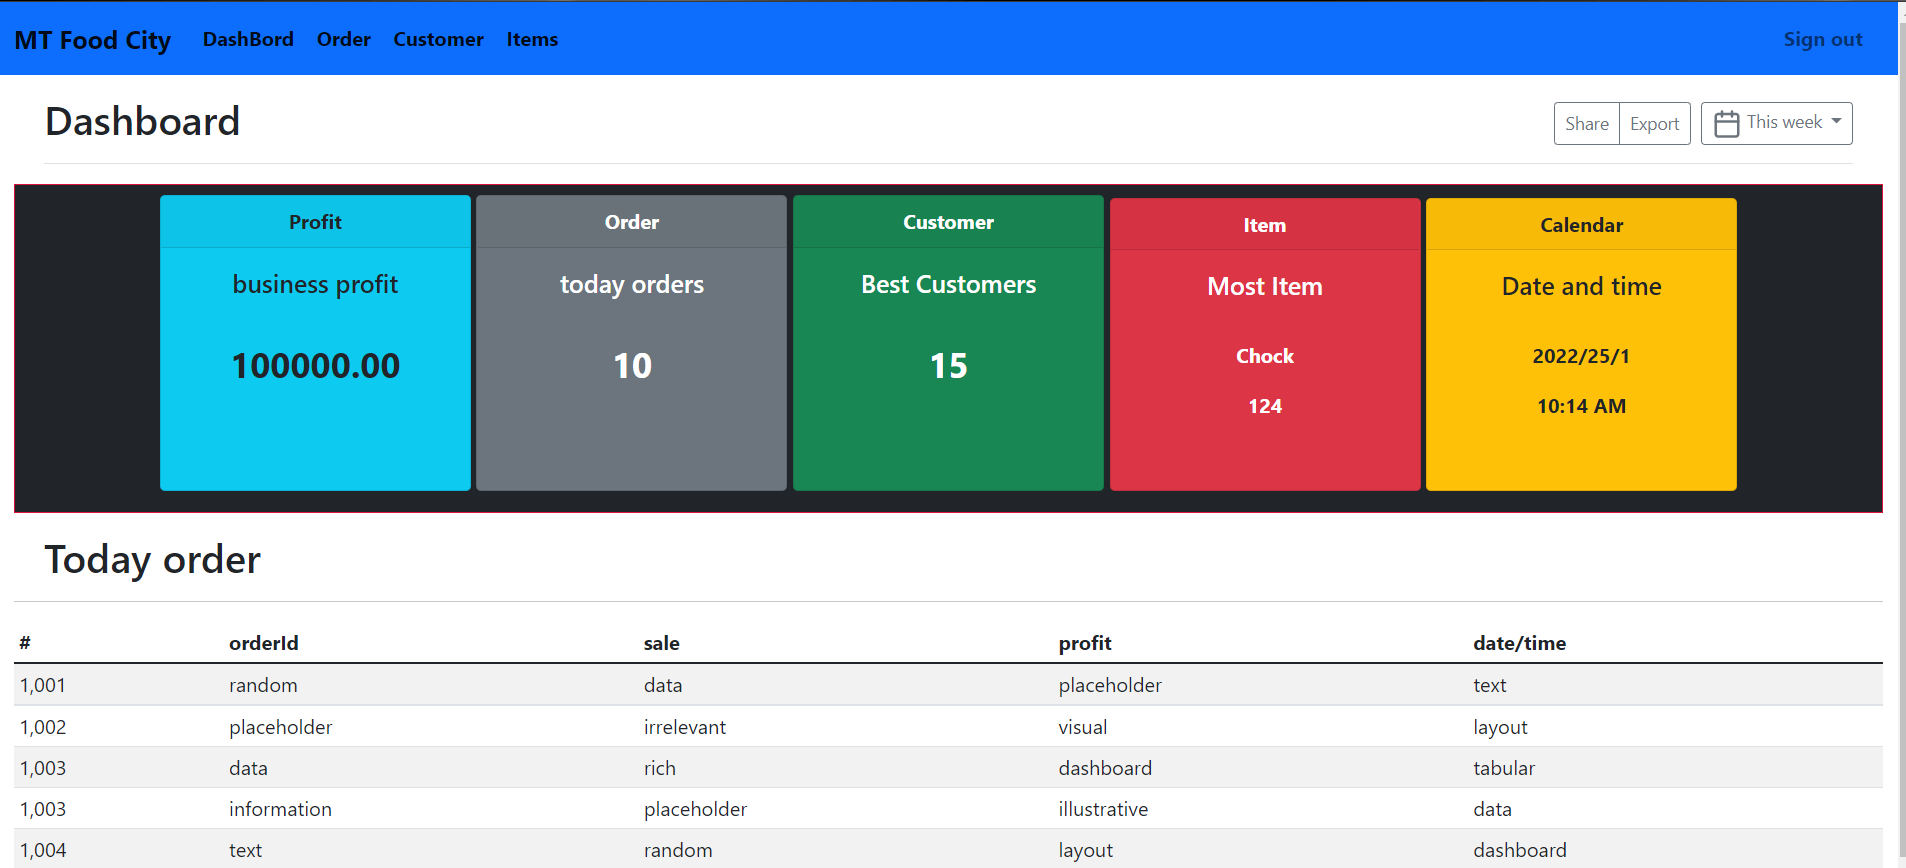 MT Food City DashBord Order Customer Items Sign out
Dashboard Share Export This week
Profit Order Customer Item Calendar
business profit today orders Best Customers Most Item Date and time
100000.00 10 15 Chock 2022/25/1
124 10:14 AM
Today order
# orderId sale profit date/time
1,001 random data placeholder text
1,002 placeholder irrelevant visual layout
1,003 data rich dashboard tabular
1,003 information placeholder illustrative data
1,004 text random layout dashboard